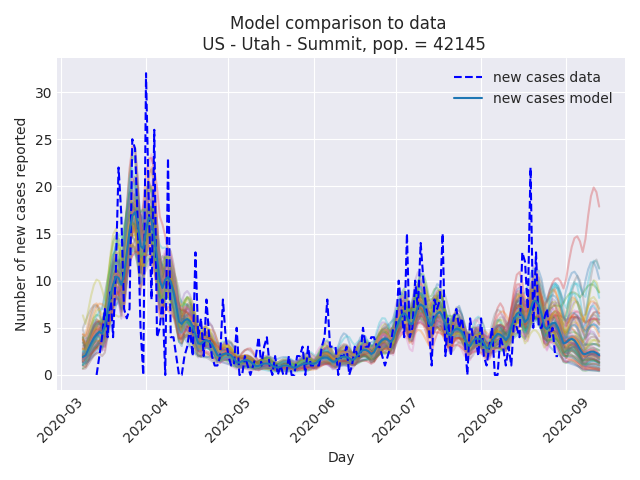 Model comparison to data
US - Utah - Summit, pop. = 42145
new cases data
new cases model
Number of new cases reported
30
25
20
15
10
5
0
2020-03
2020-04
2020-05
2020-06
2020-07
2020-08
2020-09
Day